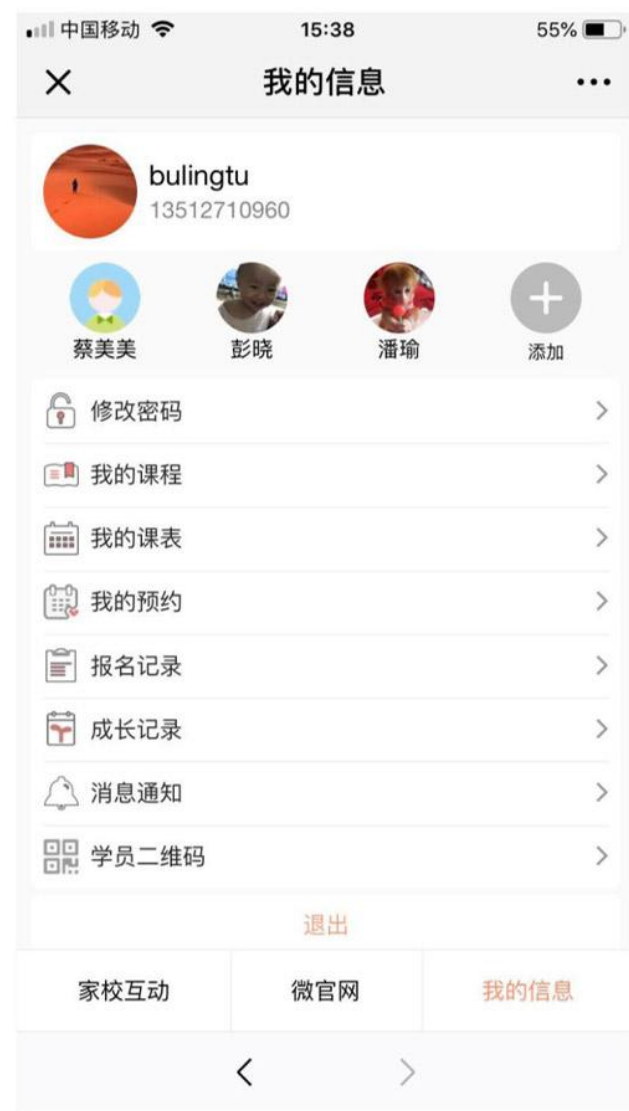 中国移动 15:38 55%
我的信息
bulingtu
13512710960
蔡美美 彭晓 潘瑜 添加
修改密码
我的课程
我的课表
我的预约
报名记录
成长记录
消息通知
学员二维码
退出
家校互动 微官网 我的信息